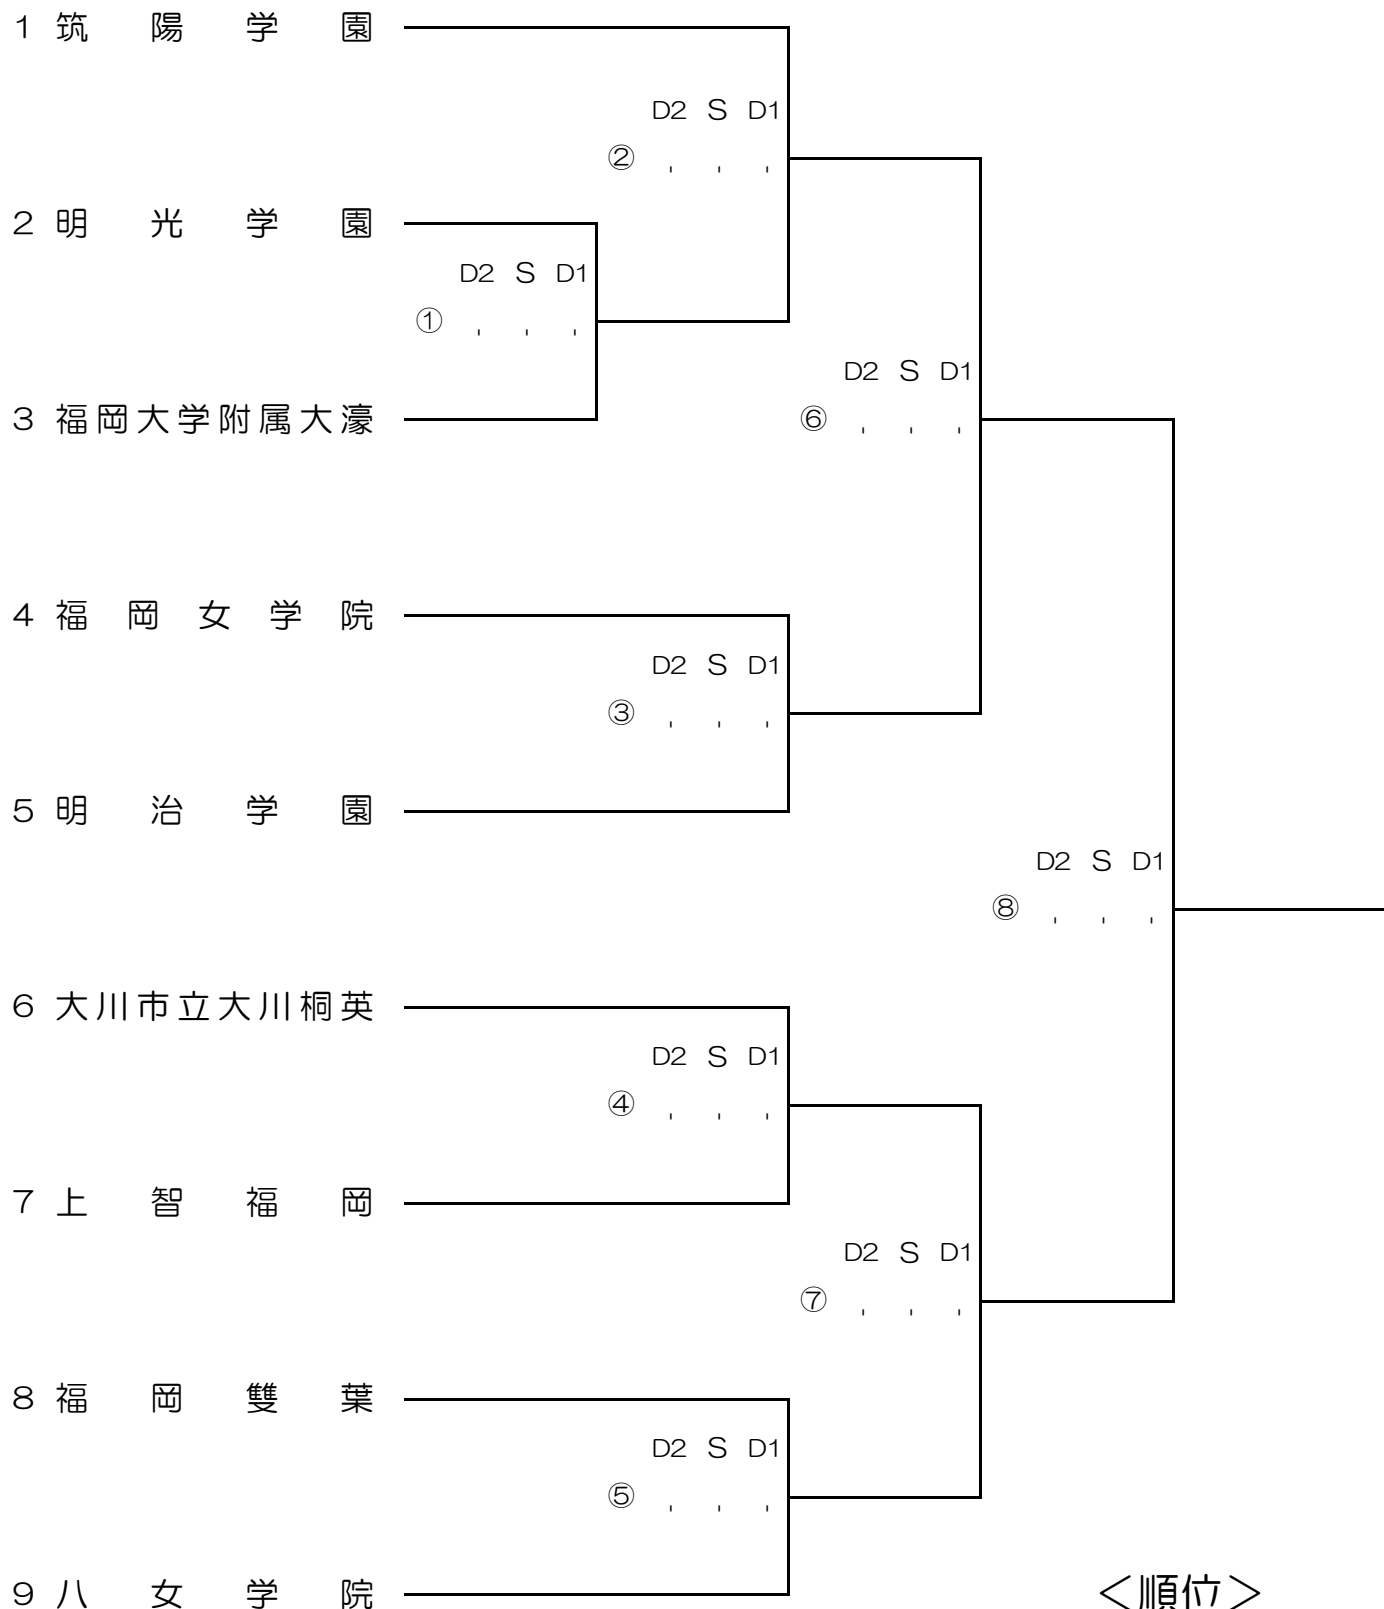 1 筑陽学園
D2 S D1
② , , ,
2 明光学園
D2 S D1
① , , ,
D2 S D1
3 福岡大学附属大濠
⑥ , , ,
4 福岡女学院
D2 S D1
③ , , ,
5 明治学園
D2 S D1
⑧ , , ,
6 大川市立大川桐英
D2 S D1
④ , , ,
7 上智福岡
D2 S D1
⑦ , , ,
8 福岡雙葉
D2 S D1
⑤ , , ,
9 八女学院
＜順位＞